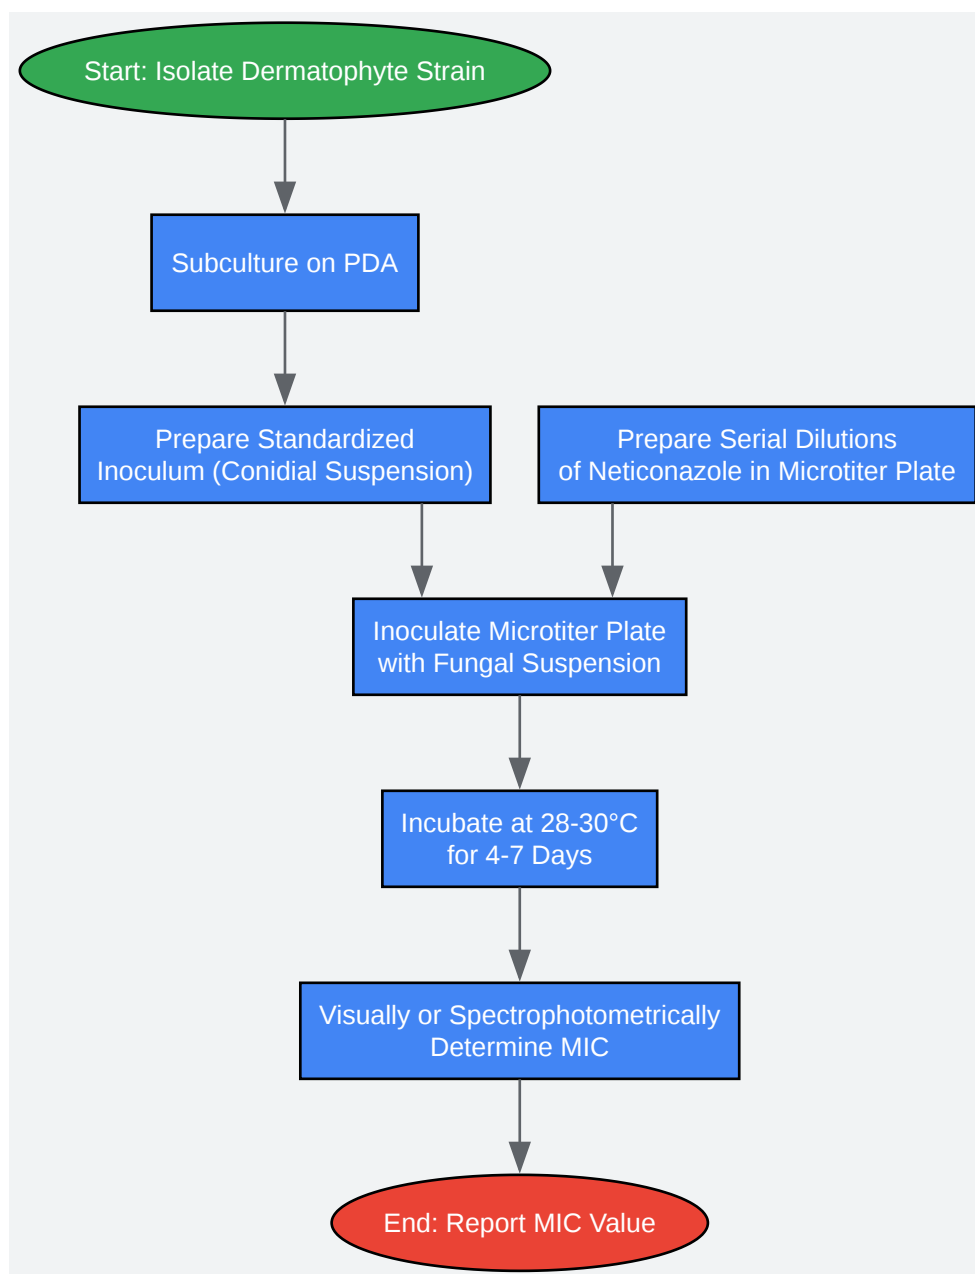 Start: Isolate Dermatophyte Strain
Subculture on PDA
Prepare Standardized
Inoculum (Conidial Suspension)
Prepare Serial Dilutions
of Neticonazole in Microtiter Plate
Inoculate Microtiter Plate
with Fungal Suspension
Incubate at 28-30°C
for 4-7 Days
Visually or Spectrophotometrically
Determine MIC
End: Report MIC Value